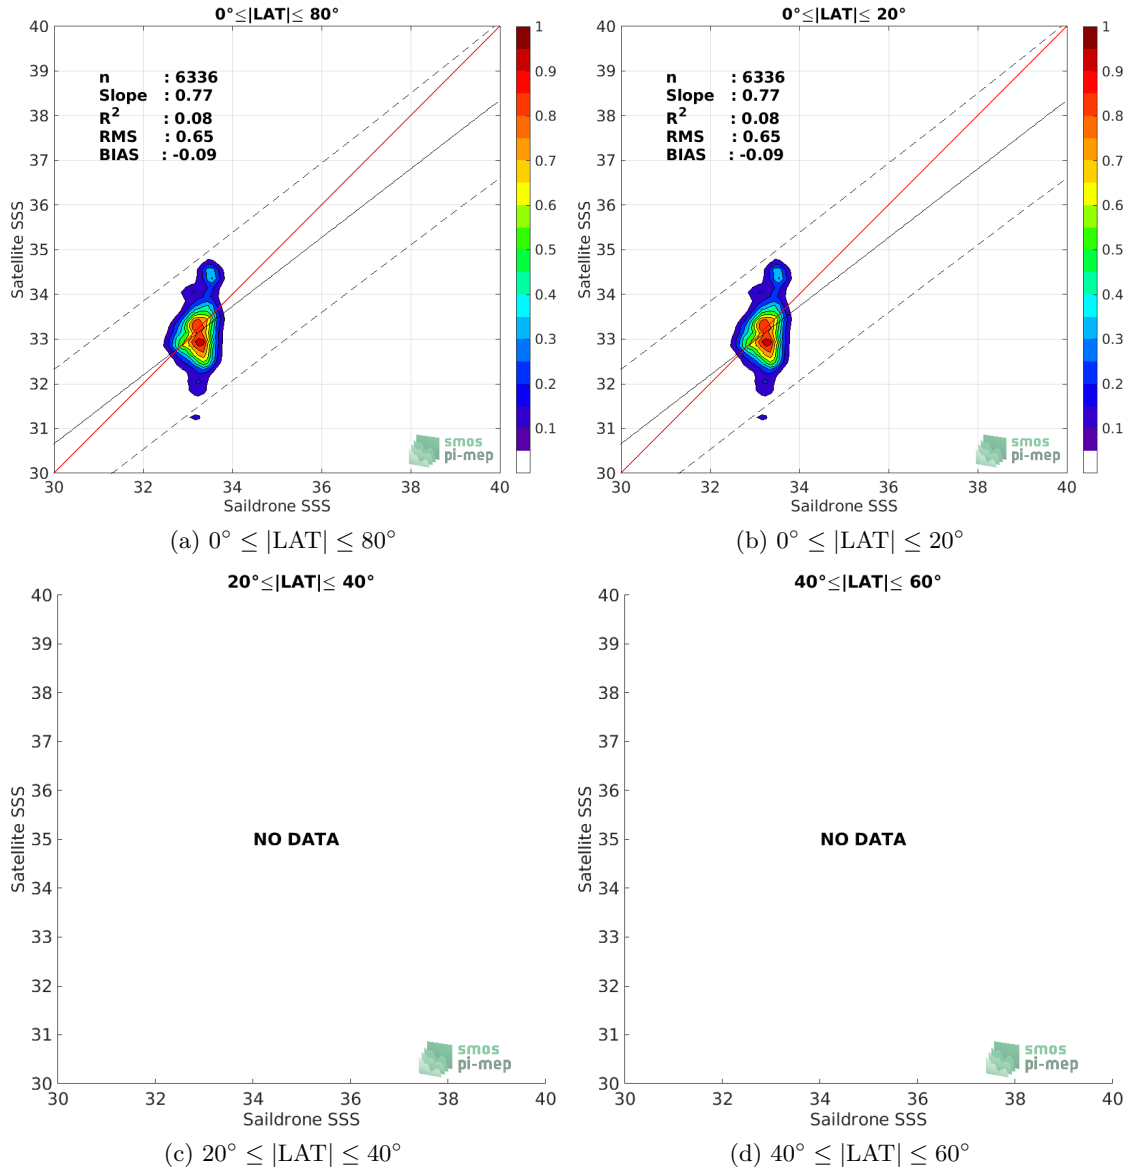 0°≤|LAT|≤ 80°
40
39
38
37
36
35
34
33
32
31
30
Satellite SSS
n : 6336
Slope : 0.77
R² : 0.08
RMS : 0.65
BIAS : -0.09
smos
pi-mep
30 32 34 36 38 40
Saildrone SSS
1
0.9
0.8
0.7
0.6
0.5
0.4
0.3
0.2
0.1
(a) 0° ≤ |LAT| ≤ 80°
0°≤|LAT|≤ 20°
40
39
38
37
36
35
34
33
32
31
30
Satellite SSS
n : 6336
Slope : 0.77
R² : 0.08
RMS : 0.65
BIAS : -0.09
smos
pi-mep
30 32 34 36 38 40
Saildrone SSS
1
0.9
0.8
0.7
0.6
0.5
0.4
0.3
0.2
0.1
(b) 0° ≤ |LAT| ≤ 20°
20°≤|LAT|≤ 40°
40
39
38
37
36
35
34
33
32
31
30
Satellite SSS
NO DATA
smos
pi-mep
30 32 34 36 38 40
Saildrone SSS
(c) 20° ≤ |LAT| ≤ 40°
40°≤|LAT|≤ 60°
40
39
38
37
36
35
34
33
32
31
30
Satellite SSS
NO DATA
smos
pi-mep
30 32 34 36 38 40
Saildrone SSS
(d) 40° ≤ |LAT| ≤ 60°